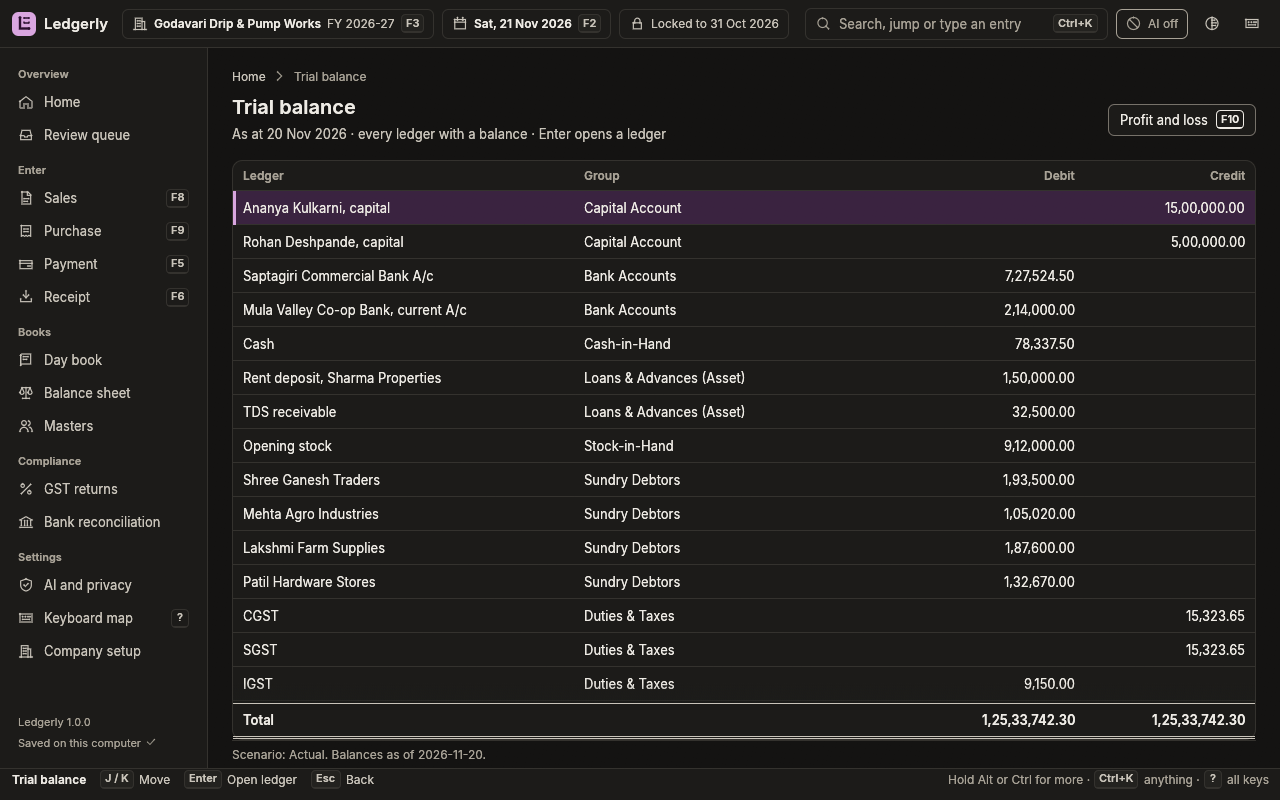 Ledgerly
Godavari Drip & Pump Works FY 2026-27 F3
Sat, 21 Nov 2026 F2
Locked to 31 Oct 2026
Search, jump or type an entry Ctrl+K
AI off
Overview
Home
Review queue
Enter
Sales F8
Purchase F9
Payment F5
Receipt F6
Books
Day book
Balance sheet
Masters
Compliance
GST returns
Bank reconciliation
Settings
AI and privacy
Keyboard map ?
Company setup
Ledgerly 1.0.0
Saved on this computer
Home Trial balance
Trial balance
As at 20 Nov 2026 · every ledger with a balance · Enter opens a ledger
Profit and loss F10
Ledger Group Debit Credit
Ananya Kulkarni, capital Capital Account 15,00,000.00
Rohan Deshpande, capital Capital Account 5,00,000.00
Saptagiri Commercial Bank A/c Bank Accounts 7,27,524.50
Mula Valley Co-op Bank, current A/c Bank Accounts 2,14,000.00
Cash Cash-in-Hand 78,337.50
Rent deposit, Sharma Properties Loans & Advances (Asset) 1,50,000.00
TDS receivable Loans & Advances (Asset) 32,500.00
Opening stock Stock-in-Hand 9,12,000.00
Shree Ganesh Traders Sundry Debtors 1,93,500.00
Mehta Agro Industries Sundry Debtors 1,05,020.00
Lakshmi Farm Supplies Sundry Debtors 1,87,600.00
Patil Hardware Stores Sundry Debtors 1,32,670.00
CGST Duties & Taxes 15,323.65
SGST Duties & Taxes 15,323.65
IGST Duties & Taxes 9,150.00
Total 1,25,33,742.30 1,25,33,742.30
Scenario: Actual. Balances as of 2026-11-20.
Trial balance J / K Move Enter Open ledger Esc Back
Hold Alt or Ctrl for more · Ctrl+K anything · ? all keys